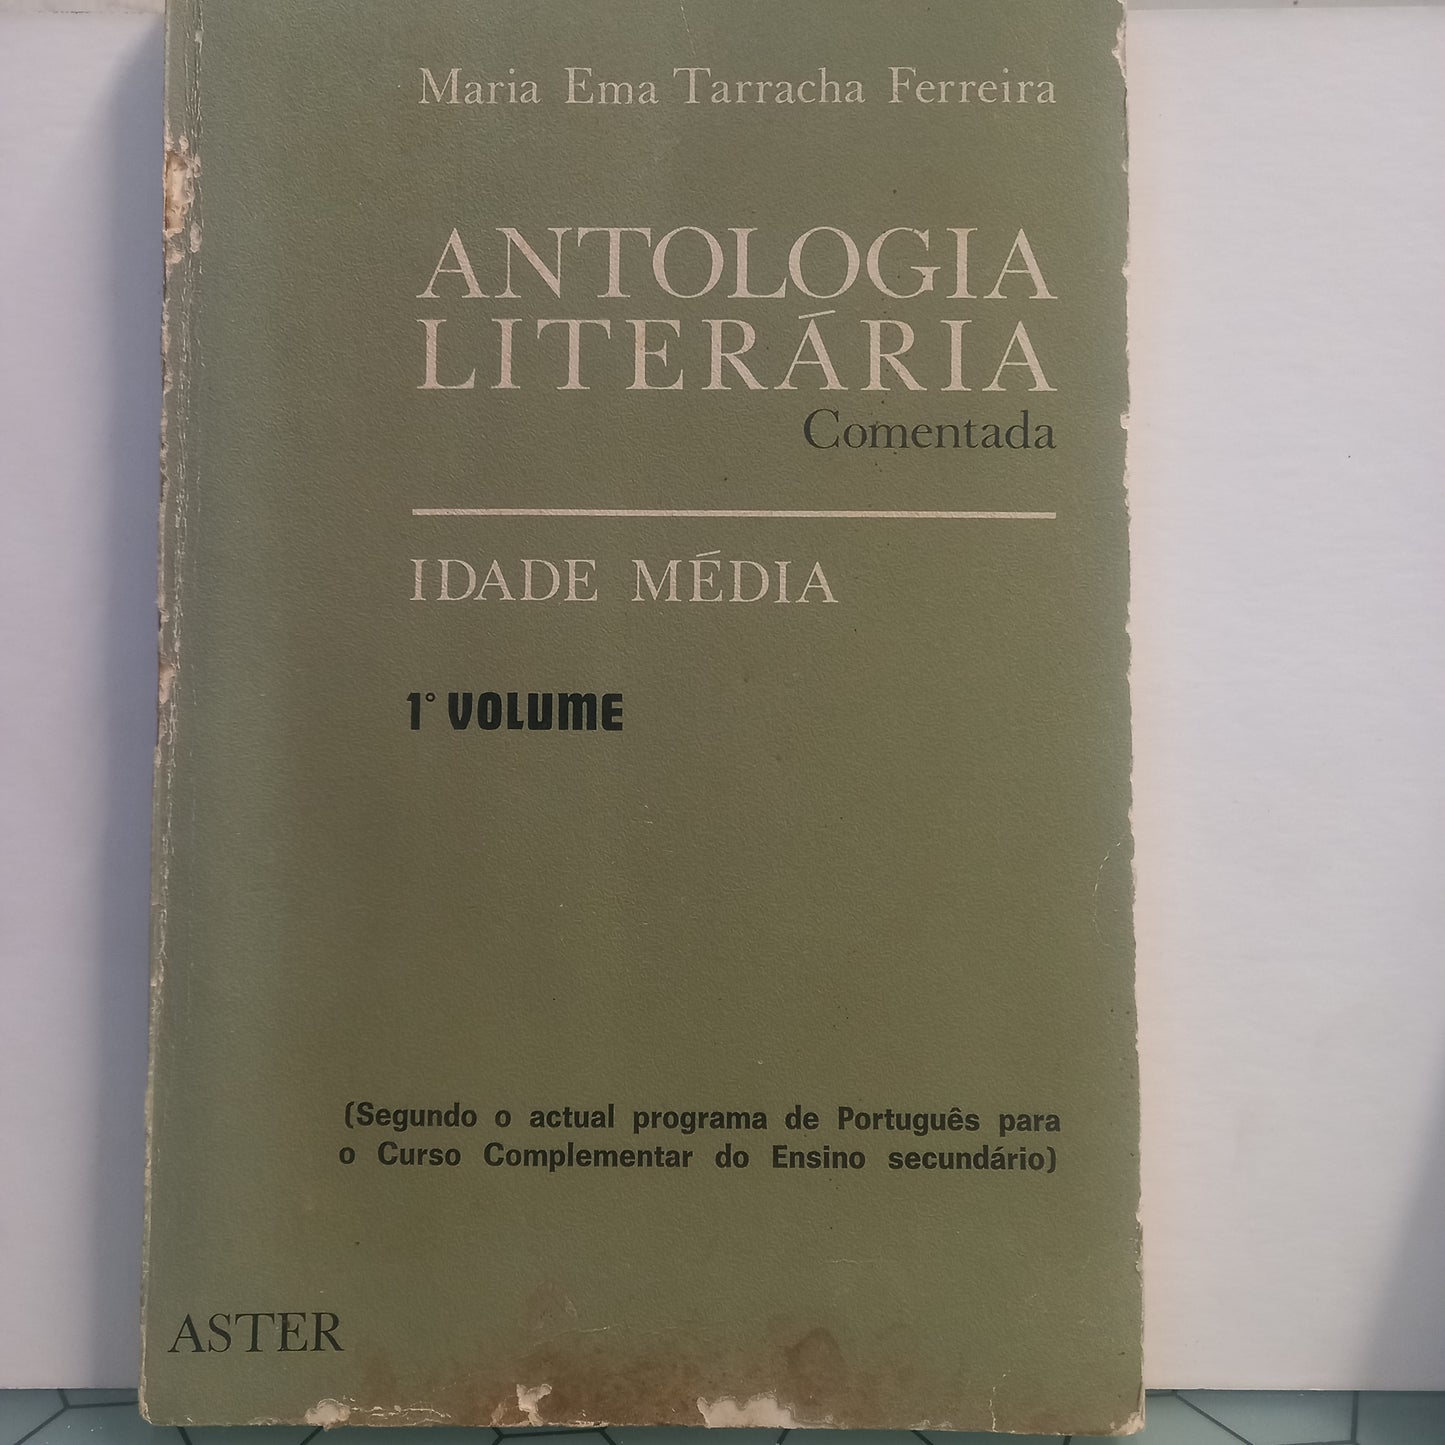 Maria Ema Tarracha Ferreira
ANTOLOGIA
LITERÁRIA
Comentada
IDADE MÉDIA
1° VOLUME
(Segundo o actual programa de Português para
o Curso Complementar do Ensino secundário)
ASTER